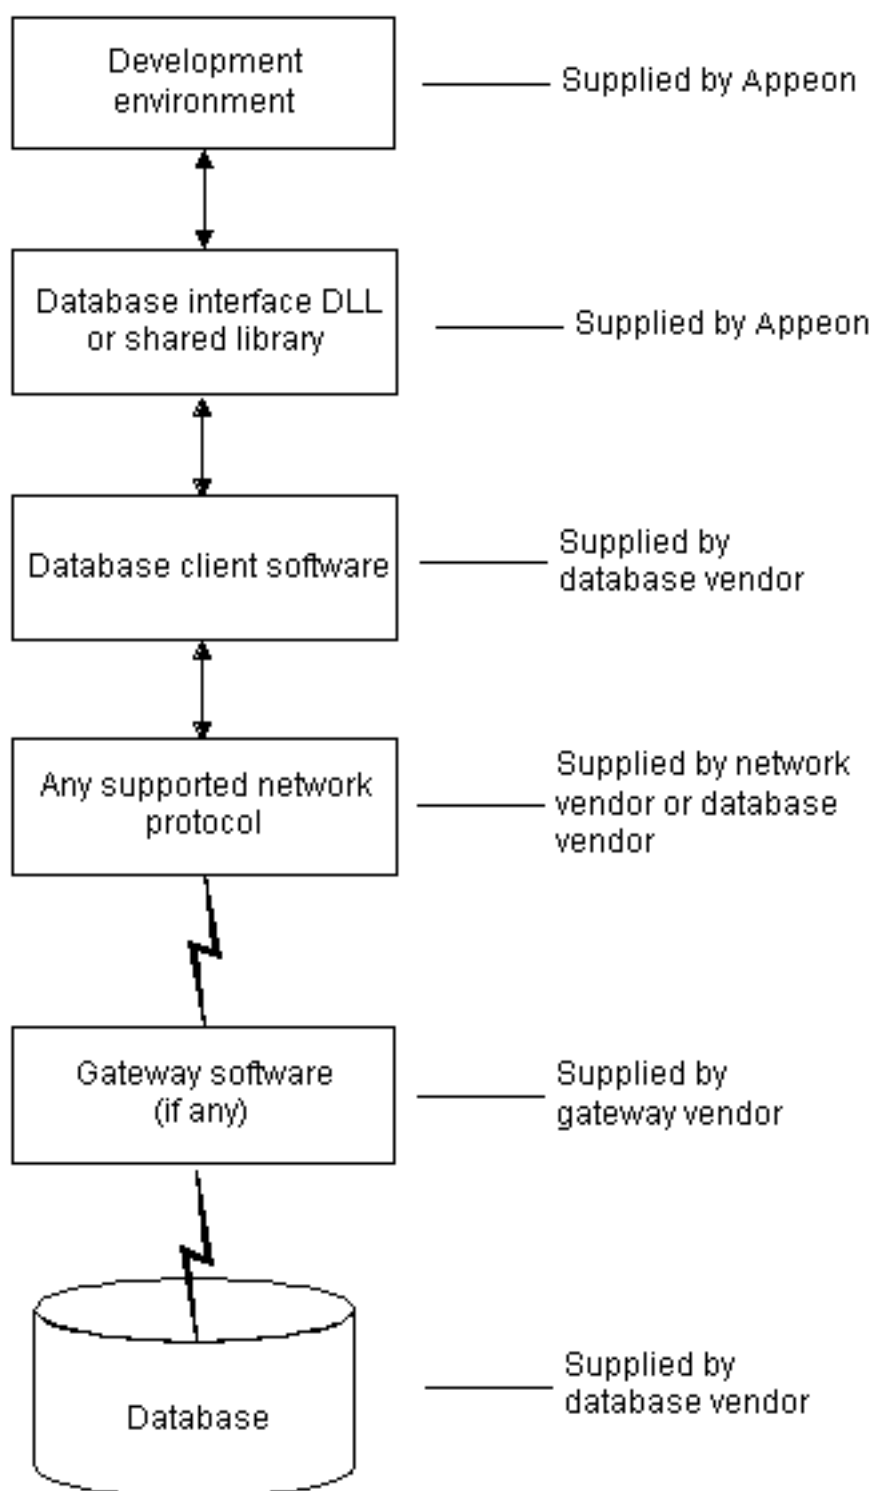 Development
environment
Supplied by Appeon
Database interface DLL
or shared library
Supplied by Appeon
Database client software
Supplied by
database vendor
Any supported network
protocol
Supplied by network
vendor or database
vendor
Gateway software
(if any)
Supplied by
gateway vendor
Database
Supplied by
database vendor